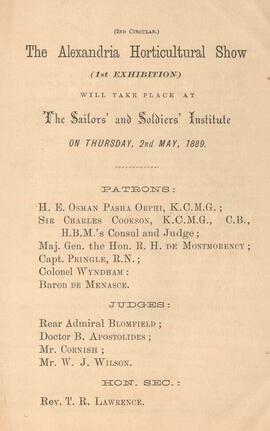 (2ND CIRCULAR.)
The Alexandria Horticultural Show
(1st EXHIBITION)
WILL TAKE PLACE AT
The Sailors' and Soldiers' Institute
ON THURSDAY, 2nd MAY, 1889.
PATRONS:
H. E. OSMAN PASHA ORPHI, K.C.M.G.;
SIR CHARLES COOKSON, K.C.M.G., C.B.,
H.B.M.'s Consul and Judge;
Maj. Gen. the Hon. R. H. DE MONTMORENCY;
Capt. PRINGLE, R.N.;
Colonel WYNDHAM:
Baron DE MENASCE.
JUDGES:
Rear Admiral BLOMFIELD;
Doctor B. APOSTOLIDES;
Mr. CORNISH;
Mr. W. J. WILSON.
HON. SEC.:
Rev. T. R. LAWRENCE.